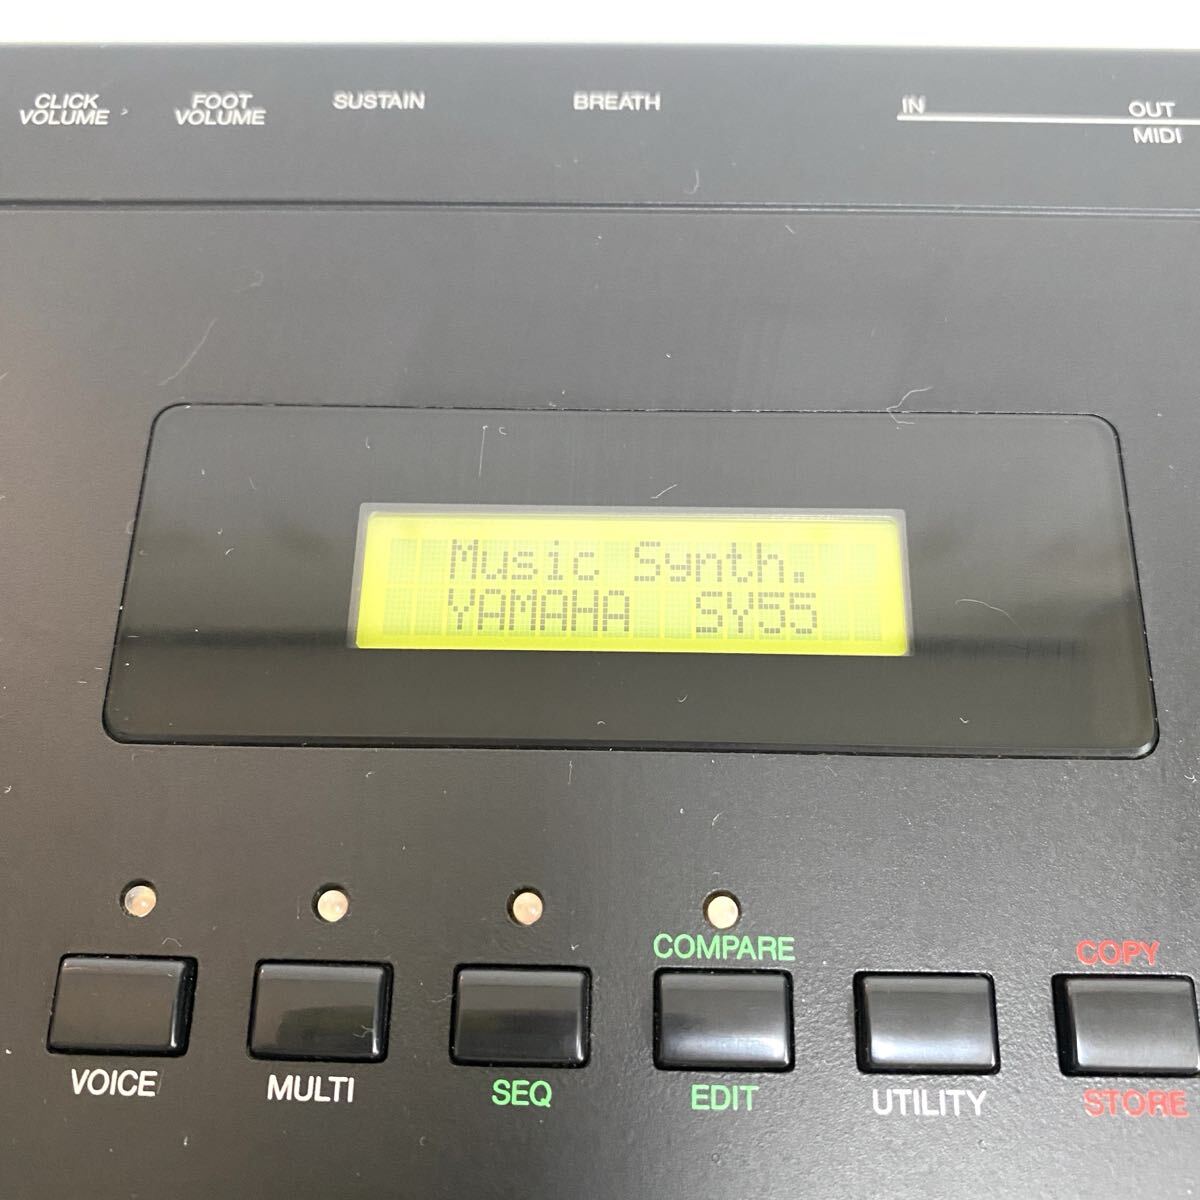 CLICK
VOLUME
FOOT
VOLUME
SUSTAIN
BREATH
IN
OUT
MIDI
Music Synth.
YAMAHA SY55
COMPARE
COPY
VOICE
MULTI
SEQ
EDIT
UTILITY
STORE